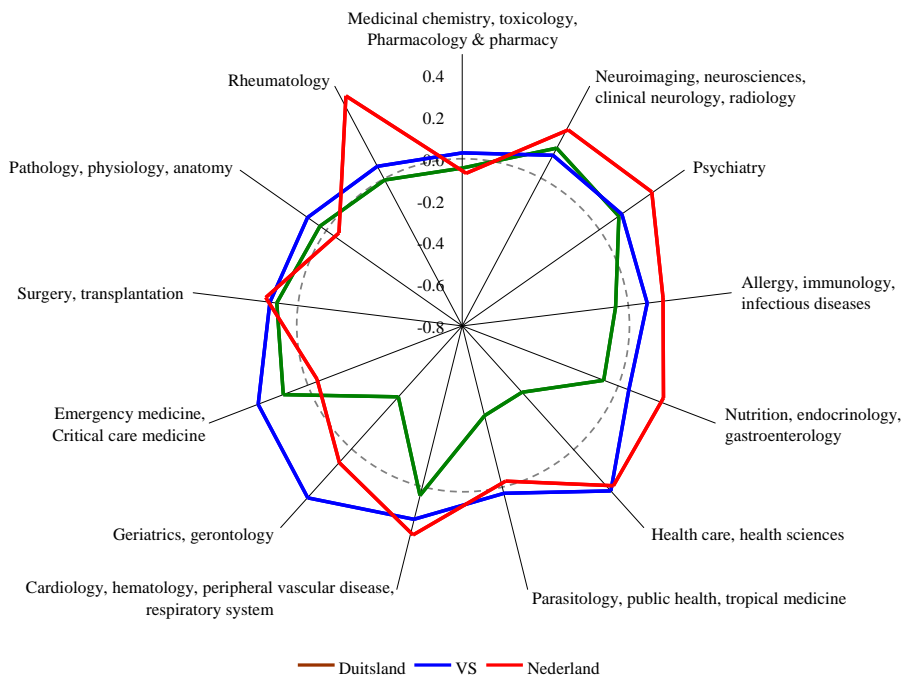 Medicinal chemistry, toxicology,
Pharmacology & pharmacy
Neuroimaging, neurosciences,
clinical neurology, radiology
Psychiatry
Allergy, immunology,
infectious diseases
Nutrition, endocrinology,
gastroenterology
Health care, health sciences
Parasitology, public health, tropical medicine
Cardiology, hematology, peripheral vascular disease,
respiratory system
Geriatrics, gerontology
Emergency medicine,
Critical care medicine
Surgery, transplantation
Pathology, physiology, anatomy
Rheumatology
0.4
0.2
0.0
-0.2
-0.4
-0.6
-0.8
Duitsland VS Nederland